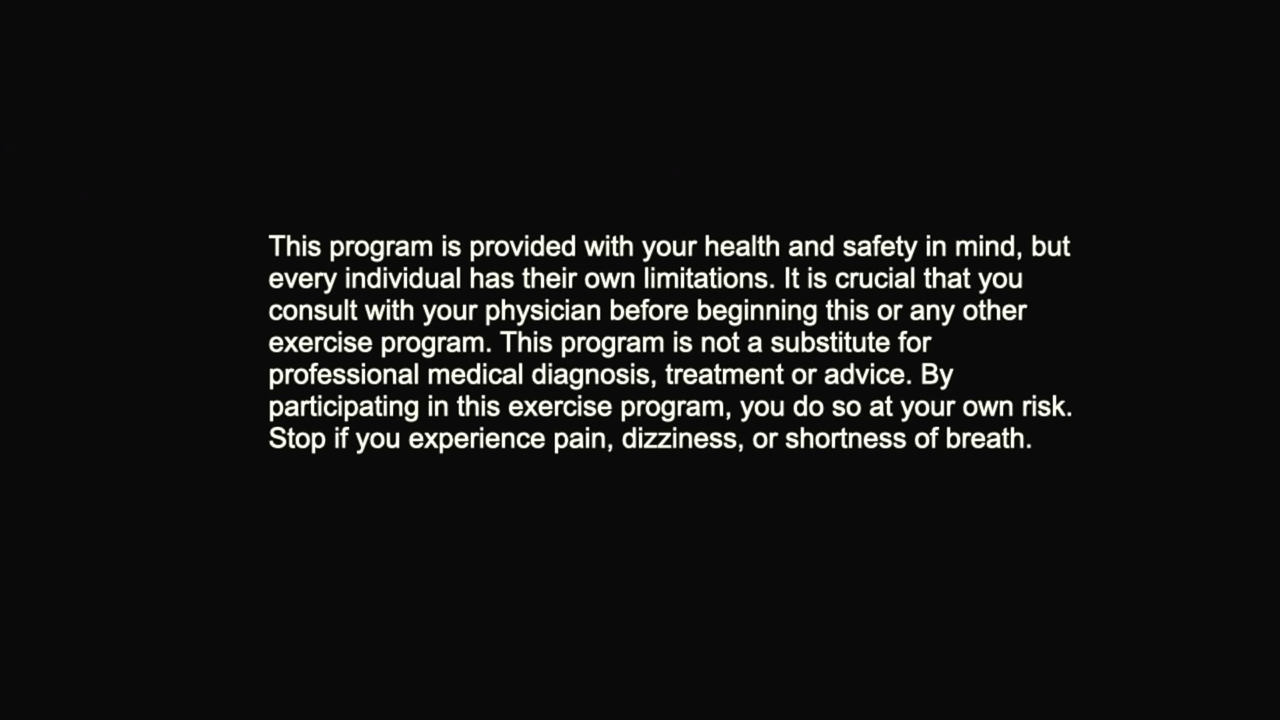 This program is provided with your health and safety in mind, but
every individual has their own limitations. It is crucial that you
consult with your physician before beginning this or any other
exercise program. This program is not a substitute for
professional medical diagnosis, treatment or advice. By
participating in this exercise program, you do so at your own risk.
Stop if you experience pain, dizziness, or shortness of breath.